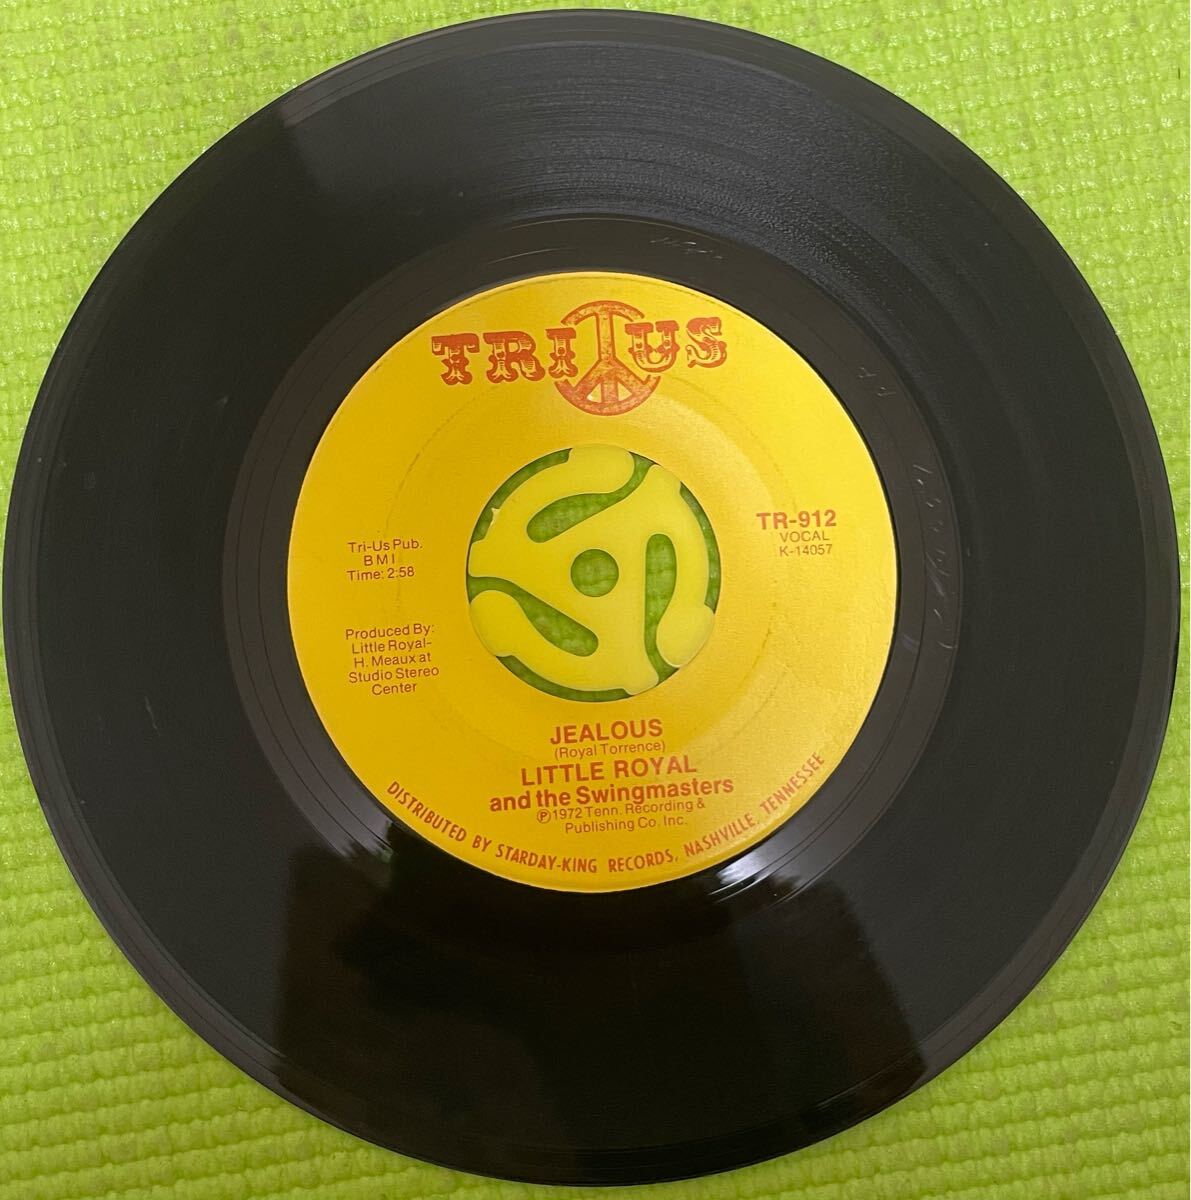 TRI US
TR-912
VOCAL
K-14057
Tri-Us Pub.
BMI
Time: 2:58
Produced By:
Little Royal-
H. Meaux at
Studio Stereo
Center
JEALOUS
(Royal Torrence)
LITTLE ROYAL
and the Swingmasters
Ⓟ1972 Tenn. Recording &
Publishing Co. Inc.
DISTRIBUTED BY STARDAY-KING RECORDS, NASHVILLE, TENNESSEE